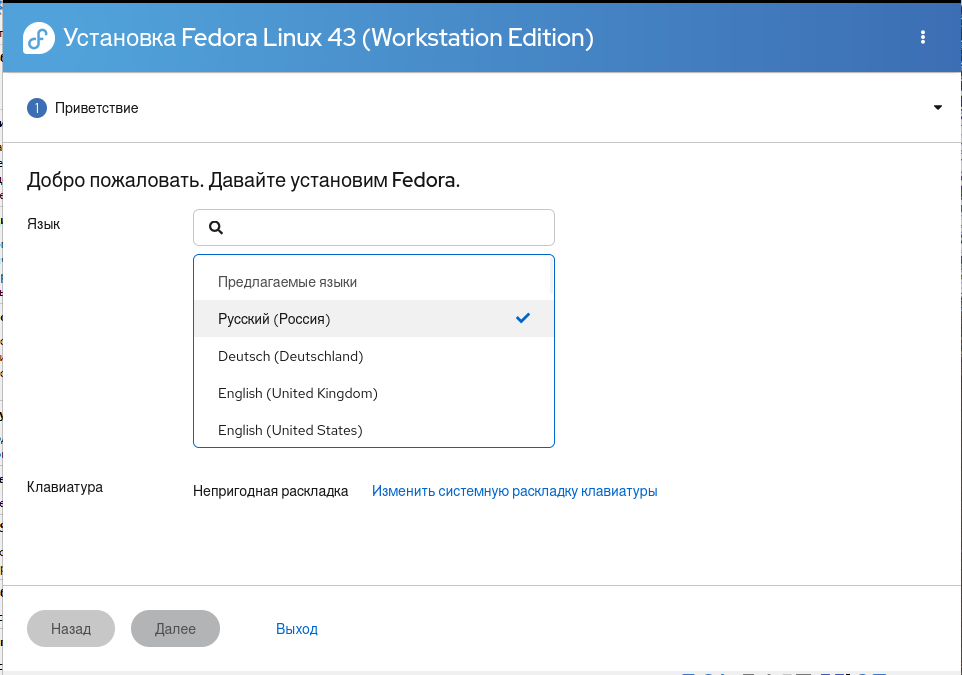 Установка Fedora Linux 43 (Workstation Edition)
1 Приветствие
Добро пожаловать. Давайте установим Fedora.
Язык
Предлагаемые языки
Русский (Россия)
Deutsch (Deutschland)
English (United Kingdom)
English (United States)
Клавиатура
Непригодная раскладка Изменить системную раскладку клавиатуры
Назад Далее Выход